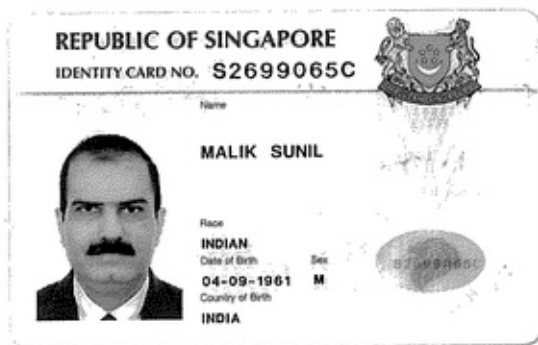 REPUBLIC OF SINGAPORE
IDENTITY CARD NO. S2699065C
Name
MALIK SUNIL
Race
INDIAN
Date of Birth Sex
04-09-1961 M
Country of Birth
INDIA
S2699065C